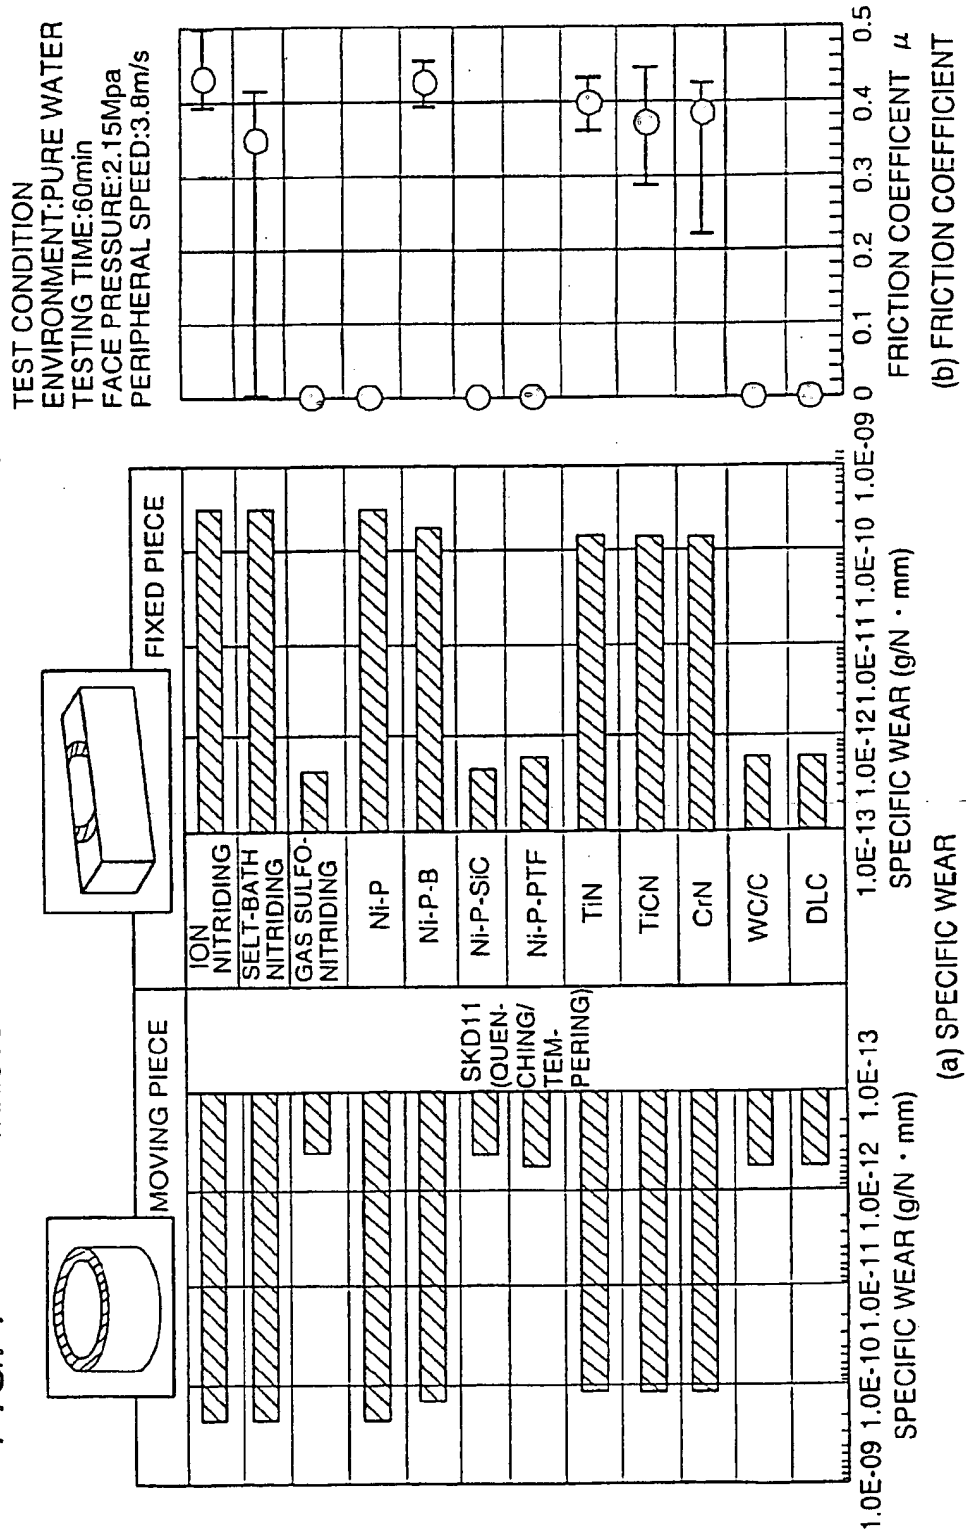 TEST CONDITION
ENVIRONMENT:PURE WATER
TESTING TIME:60min
FACE PRESSURE:2.15Mpa
PERIPHERAL SPEED:3.8m/s
MOVING PIECE
FIXED PIECE
SKD11
(QUEN-
CHING/
TEM-
PERING)
ION
NITRIDING
SELT-BATH
NITRIDING
GAS SULFO-
NITRIDING
Ni-P
Ni-P-B
Ni-P-SiC
Ni-P-PTF
TiN
TiCN
CrN
WC/C
DLC
1.0E-09 1.0E-10 1.0E-11 1.0E-12 1.0E-13
SPECIFIC WEAR (g/N・mm)
1.0E-13 1.0E-12 1.0E-11 1.0E-10 1.0E-09
SPECIFIC WEAR (g/N・mm)
(a) SPECIFIC WEAR
0 0.1 0.2 0.3 0.4 0.5
FRICTION COEFFICENT μ
(b) FRICTION COEFFICIENT